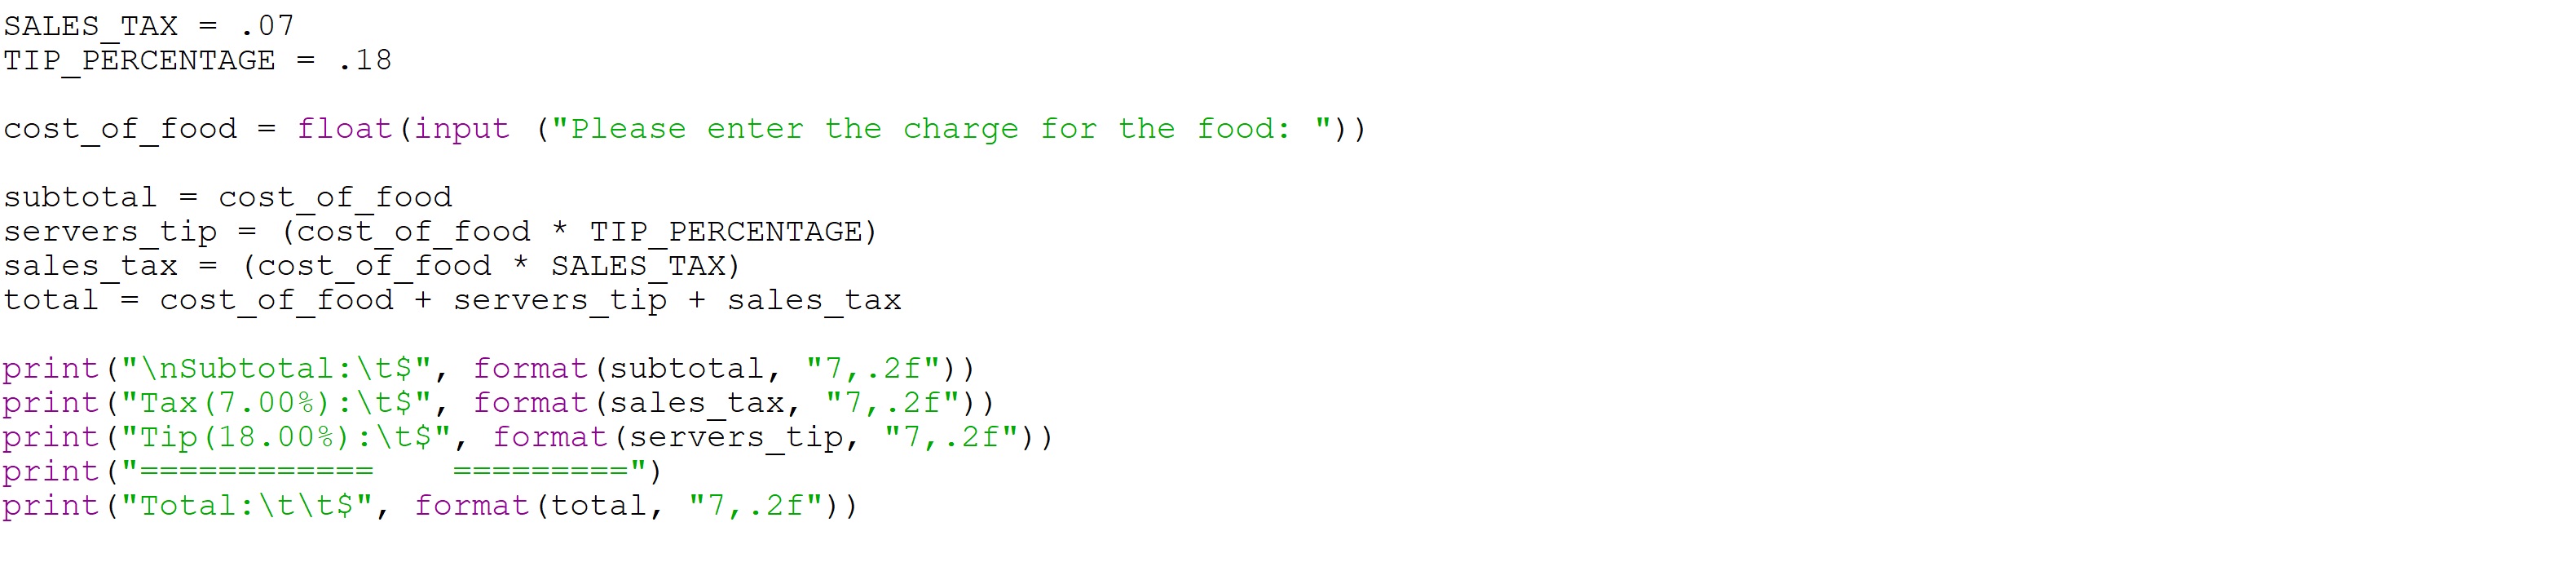 SALES_TAX = .07
TIP_PERCENTAGE = .18
cost_of_food = float(input ("Please enter the charge for the food: "))
subtotal = cost_of_food
servers_tip = (cost_of_food * TIP_PERCENTAGE)
sales_tax = (cost_of_food * SALES_TAX)
total = cost_of_food + servers_tip + sales_tax
print("\nSubtotal:\t$", format(subtotal, "7,.2f"))
print("Tax(7.00%):\t$", format(sales_tax, "7,.2f"))
print("Tip(18.00%):\t$", format(servers_tip, "7,.2f"))
print("============    =========")
print("Total:\t\t$", format(total, "7,.2f"))